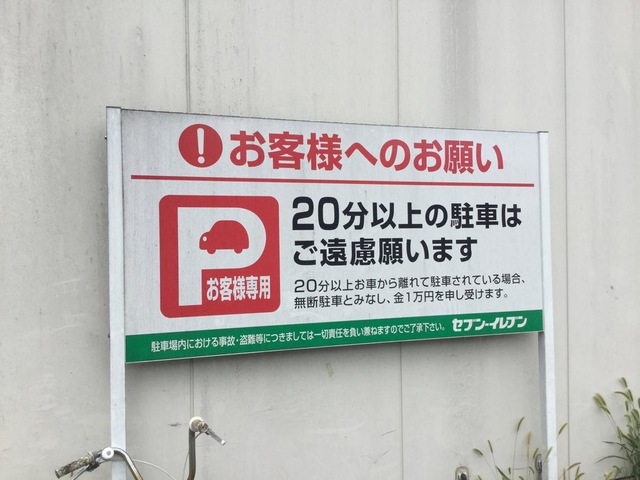 お客様へのお願い
P
お客様専用
20分以上の駐車は
ご遠慮願います
20分以上お車から離れて駐車されている場合、
無断駐車とみなし、金1万円を申し受けます。
駐車場内における事故・盗難等につきましては一切責任を負い兼ねますのでご了承下さい。 セブン-イレブン